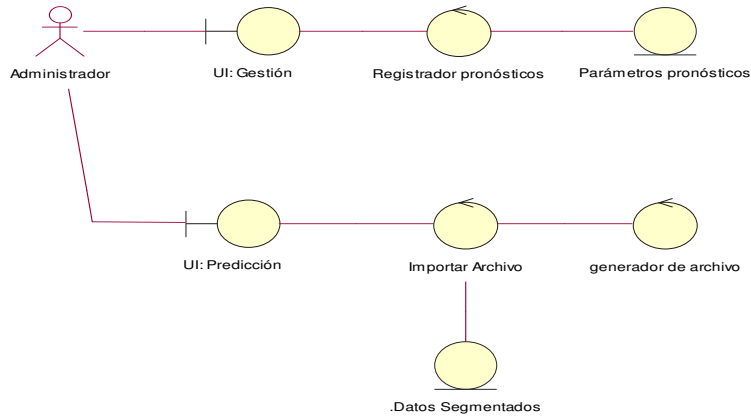 Administrador
UI: Gestión
Registrador pronósticos
Parámetros pronósticos
UI: Predicción
Importar Archivo
generador de archivo
.Datos Segmentados